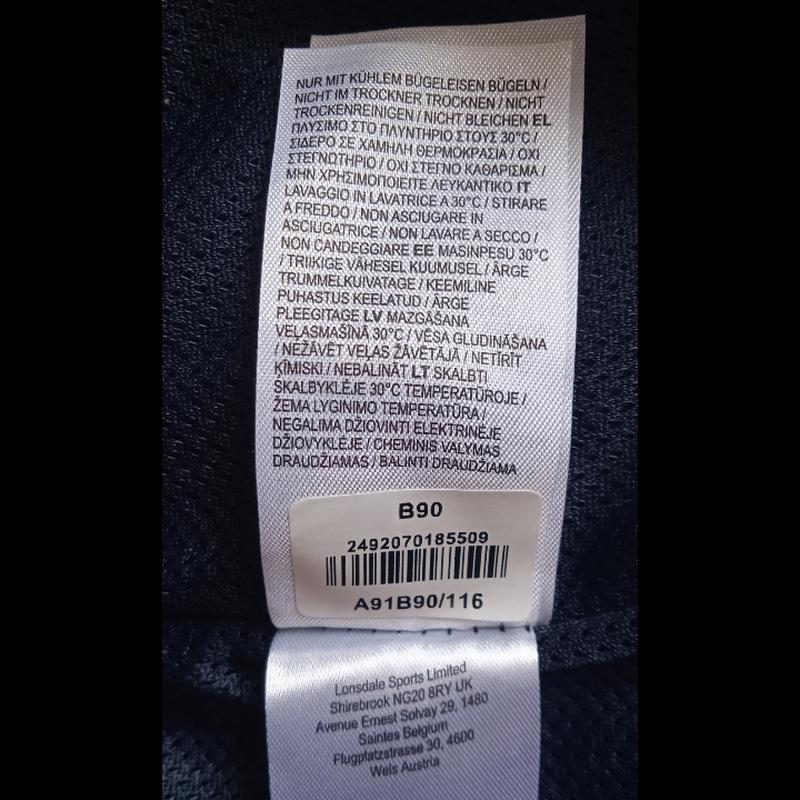 NUR MIT KÜHLEM BÜGELEISEN BÜGELN /
NICHT IM TROCKNER TROCKNEN / NICHT
TROCKENREINIGEN / NICHT BLEICHEN EL
ΠΛΥΣΙΜΟ ΣΤΟ ΠΛΥΝΤΗΡΙΟ ΣΤΟΥΣ 30°C /
ΣΙΔΕΡΟ ΣΕ ΧΑΜΗΛΗ ΘΕΡΜΟΚΡΑΣΙΑ / ΟΧΙ
ΣΤΕΓΝΩΤΗΡΙΟ / ΟΧΙ ΣΤΕΓΝΟ ΚΑΘΑΡΙΣΜΑ /
ΜΗΝ ΧΡΗΣΙΜΟΠΟΙΕΙΤΕ ΛΕΥΚΑΝΤΙΚΟ IT
LAVAGGIO IN LAVATRICE A 30°C / STIRARE
A FREDDO / NON ASCIUGARE IN
ASCIUGATRICE / NON LAVARE A SECCO /
NON CANDEGGIARE EE MASINPESU 30°C
/ TRIIKIGE VÄHESEL KUUMUSEL / ÄRGE
TRUMMELKUIVATAGE / KEEMILINE
PUHASTUS KEELATUD / ÄRGE
PLEEGITAGE LV MAZGĀŠANA
VEĻASMAŠĪNĀ 30°C / VĒSA GLUDINĀŠANA
/ NEŽĀVĒT VEĻAS ŽĀVĒTĀJĀ / NETĪRĪT
ĶĪMISKI / NEBALINĀT LT SKALBTI
SKALBYKLĖJE 30°C TEMPERATŪROJE /
ŽEMA LYGINIMO TEMPERATŪRA /
NEGALIMA DŽIOVINTI ELEKTRINĖJE
DŽIOVYKLĖJE / CHEMINIS VALYMAS
DRAUDŽIAMAS / BALINTI DRAUDŽIAMA
B90
2492070185509
A91B90/116
Lonsdale Sports Limited
Shirebrook NG20 8RY UK
Avenue Ernest Solvay 29, 1480
Saintes Belgium
Flugplatzstrasse 30, 4600
Wels Austria